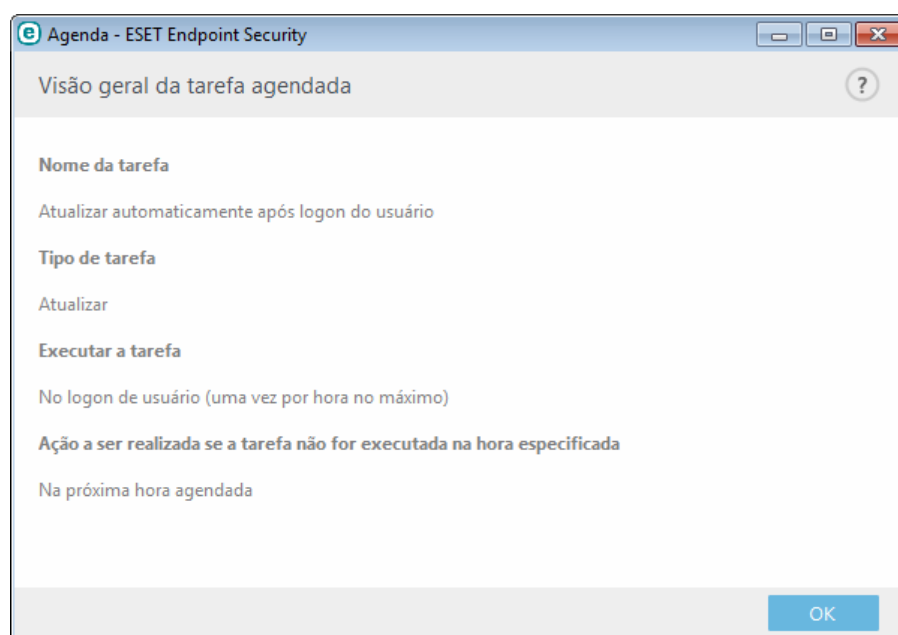 Agenda - ESET Endpoint Security
Visão geral da tarefa agendada
?
Nome da tarefa
Atualizar automaticamente após logon do usuário
Tipo de tarefa
Atualizar
Executar a tarefa
No logon de usuário (uma vez por hora no máximo)
Ação a ser realizada se a tarefa não for executada na hora especificada
Na próxima hora agendada
OK